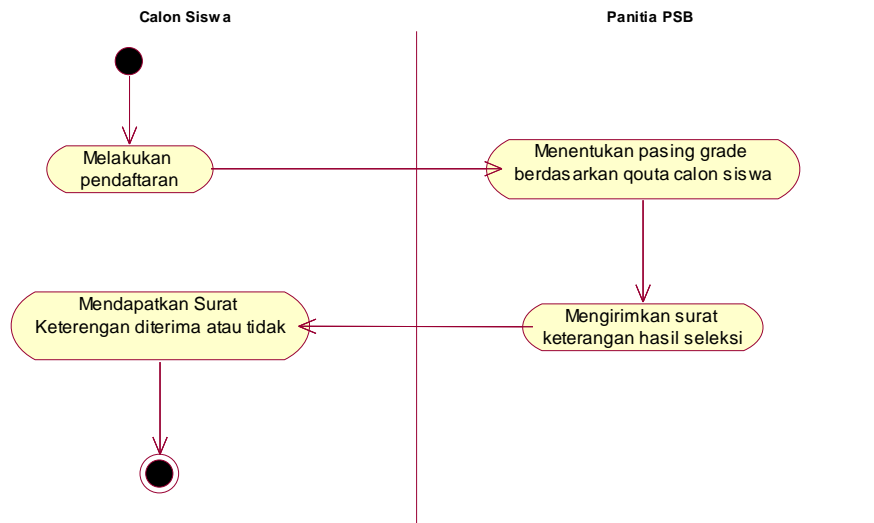 Calon Siswa
Panitia PSB
Melakukan
pendaftaran
Menentukan pasing grade
berdasarkan qouta calon siswa
Mengirimkan surat
keterangan hasil seleksi
Mendapatkan Surat
Keterengan diterima atau tidak